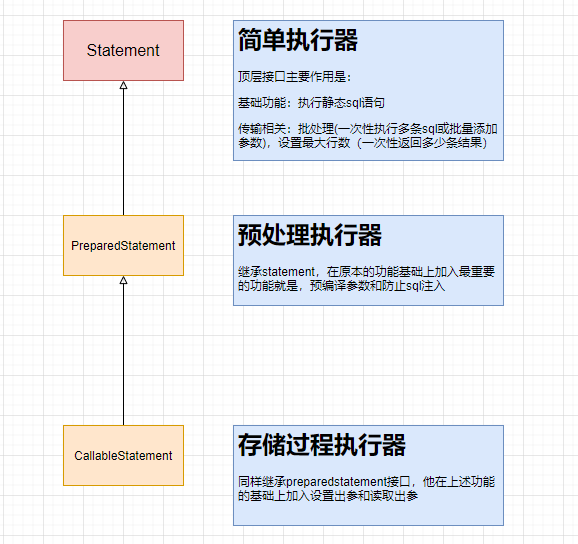 Statement
简单执行器
顶层接口主要作用是：
基础功能：执行静态sql语句
传输相关：批处理(一次性执行多条sql或批量添加
参数)，设置最大行数（一次性返回多少条结果）
PreparedStatement
预处理执行器
继承statement，在原本的功能基础上加入最重要
的功能就是，预编译参数和防止sql注入
CallableStatement
存储过程执行器
同样继承preparedstatement接口，他在上述功能
的基础上加入设置出参和读取出参